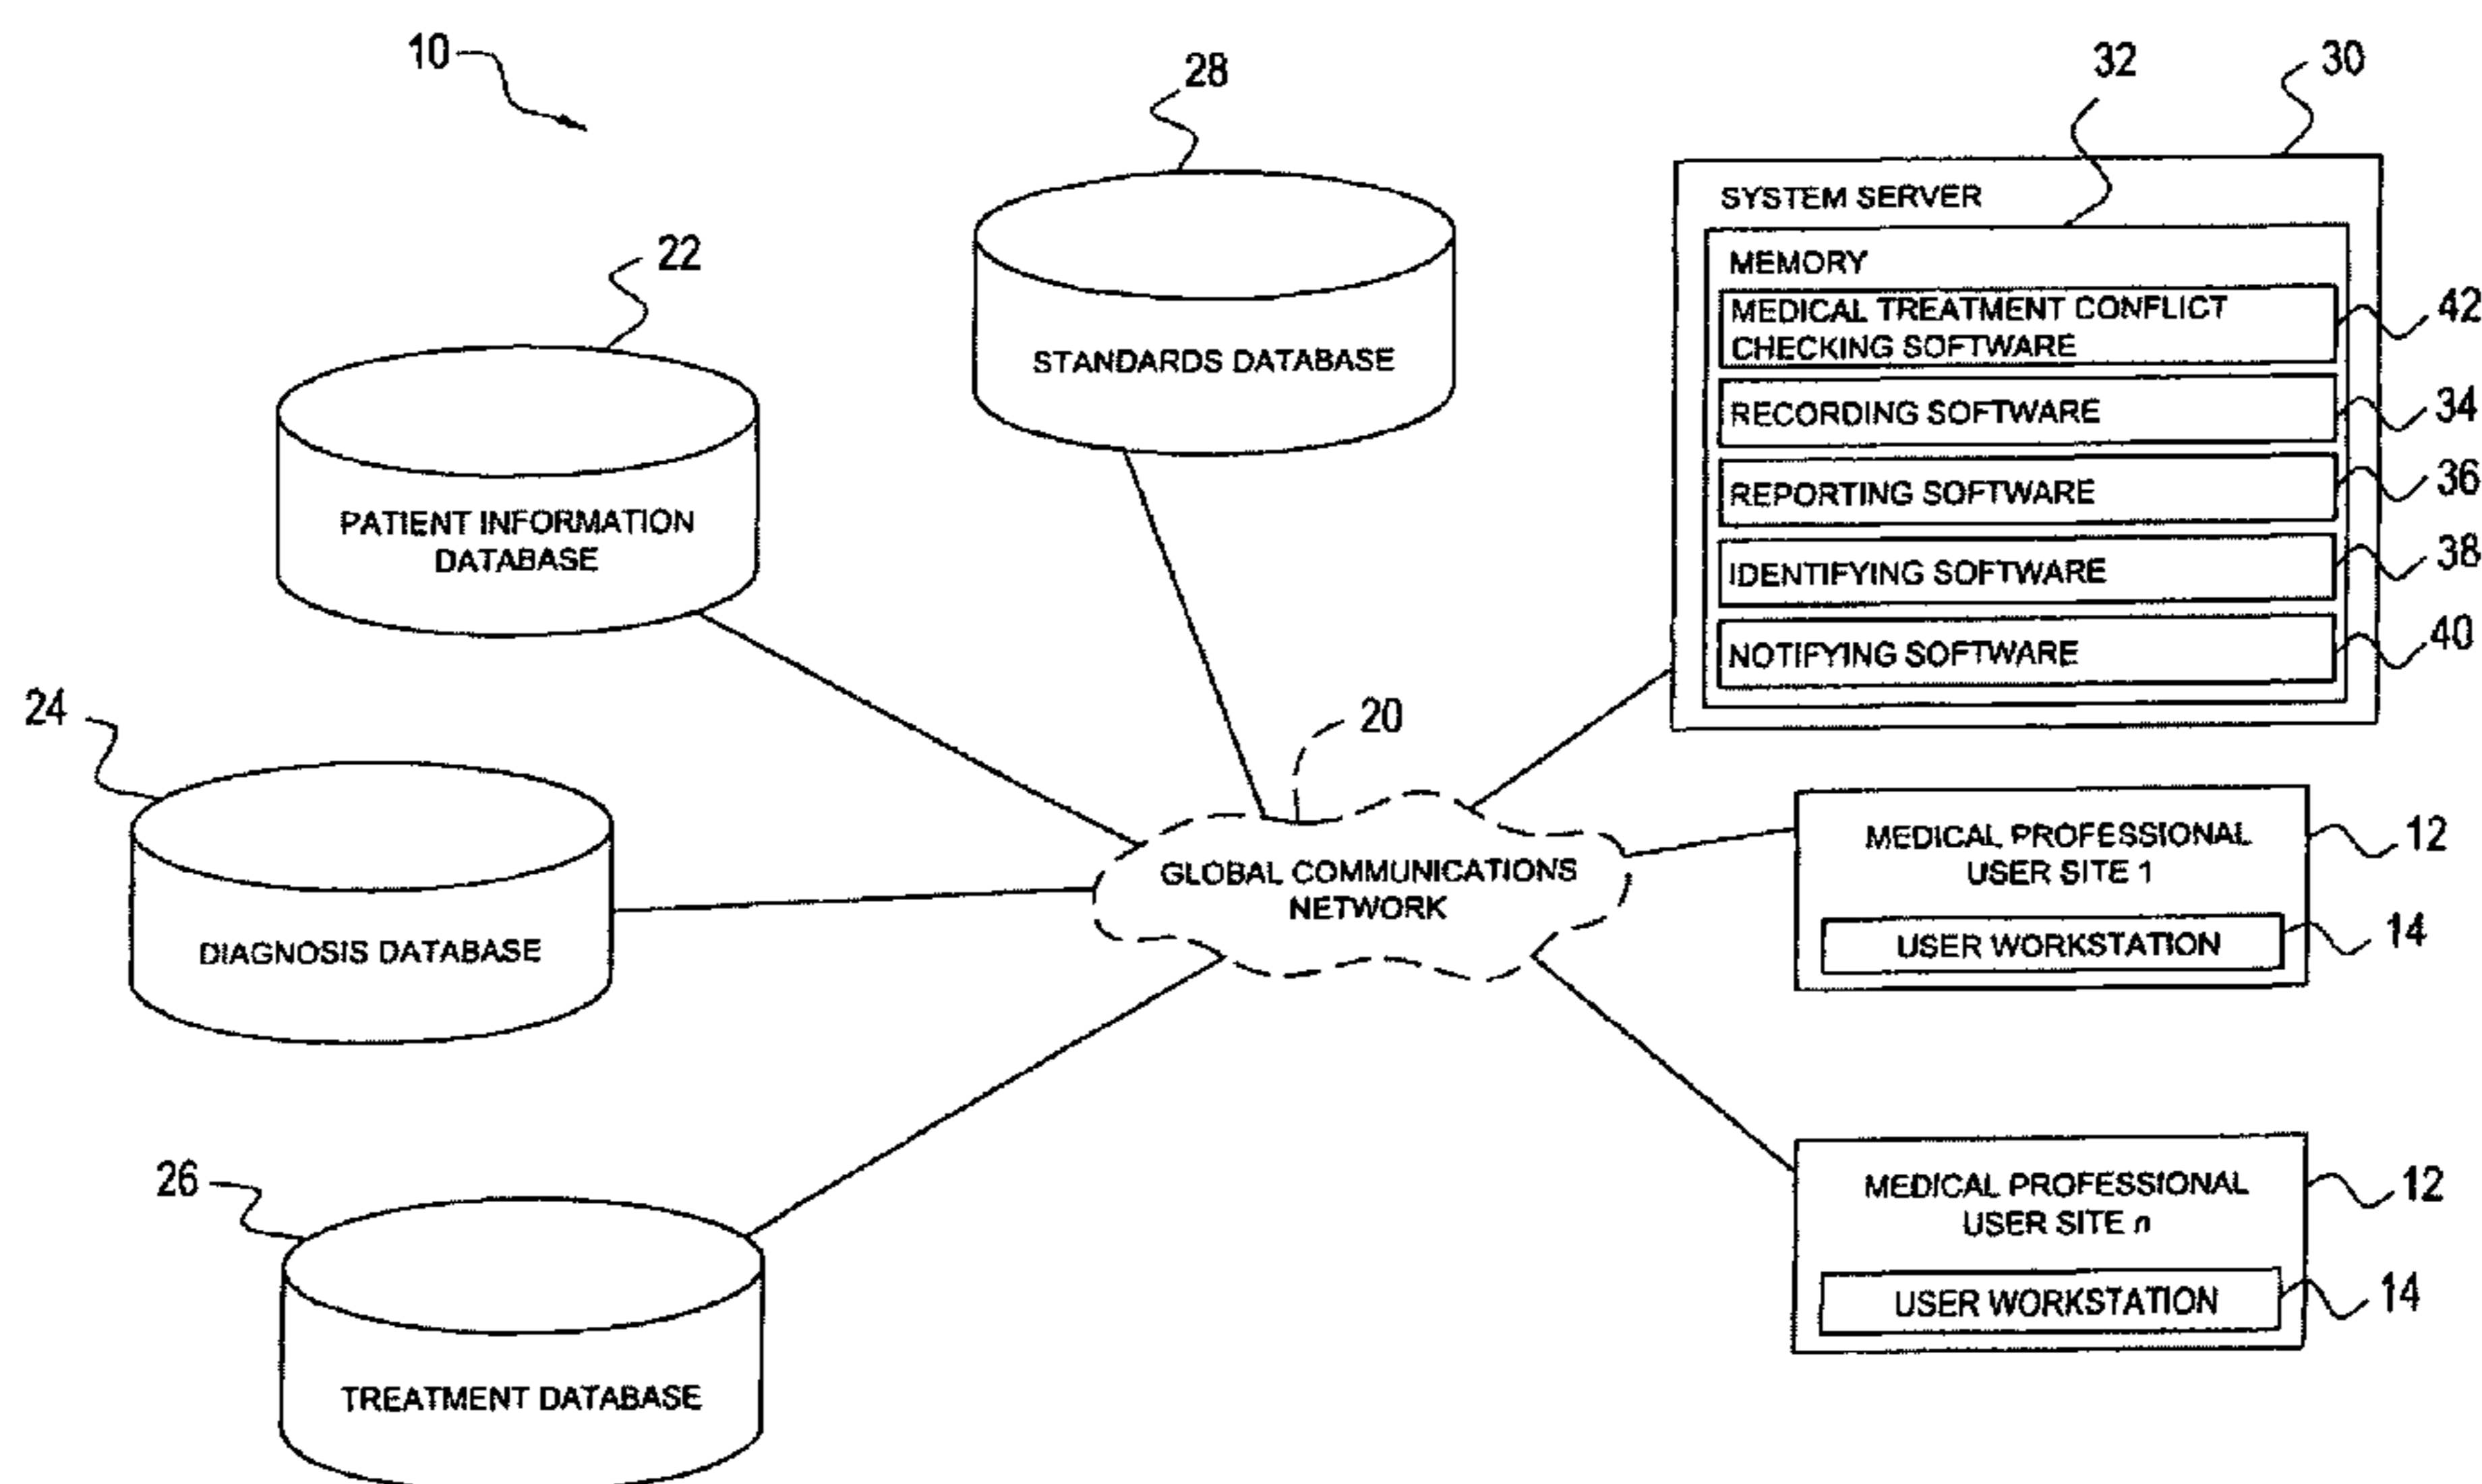 10
28
32
30
SYSTEM SERVER
22
MEMORY
MEDICAL TREATMENT CONFLICT
CHECKING SOFTWARE
42
STANDARDS DATABASE
RECORDING SOFTWARE
34
REPORTING SOFTWARE
36
PATIENT INFORMATION
DATABASE
IDENTIFYING SOFTWARE
38
NOTIFYING SOFTWARE
40
24
20
GLOBAL COMMUNICATIONS
NETWORK
MEDICAL PROFESSIONAL
USER SITE 1
12
DIAGNOSIS DATABASE
USER WORKSTATION
14
26
MEDICAL PROFESSIONAL
USER SITE n
12
USER WORKSTATION
14
TREATMENT DATABASE